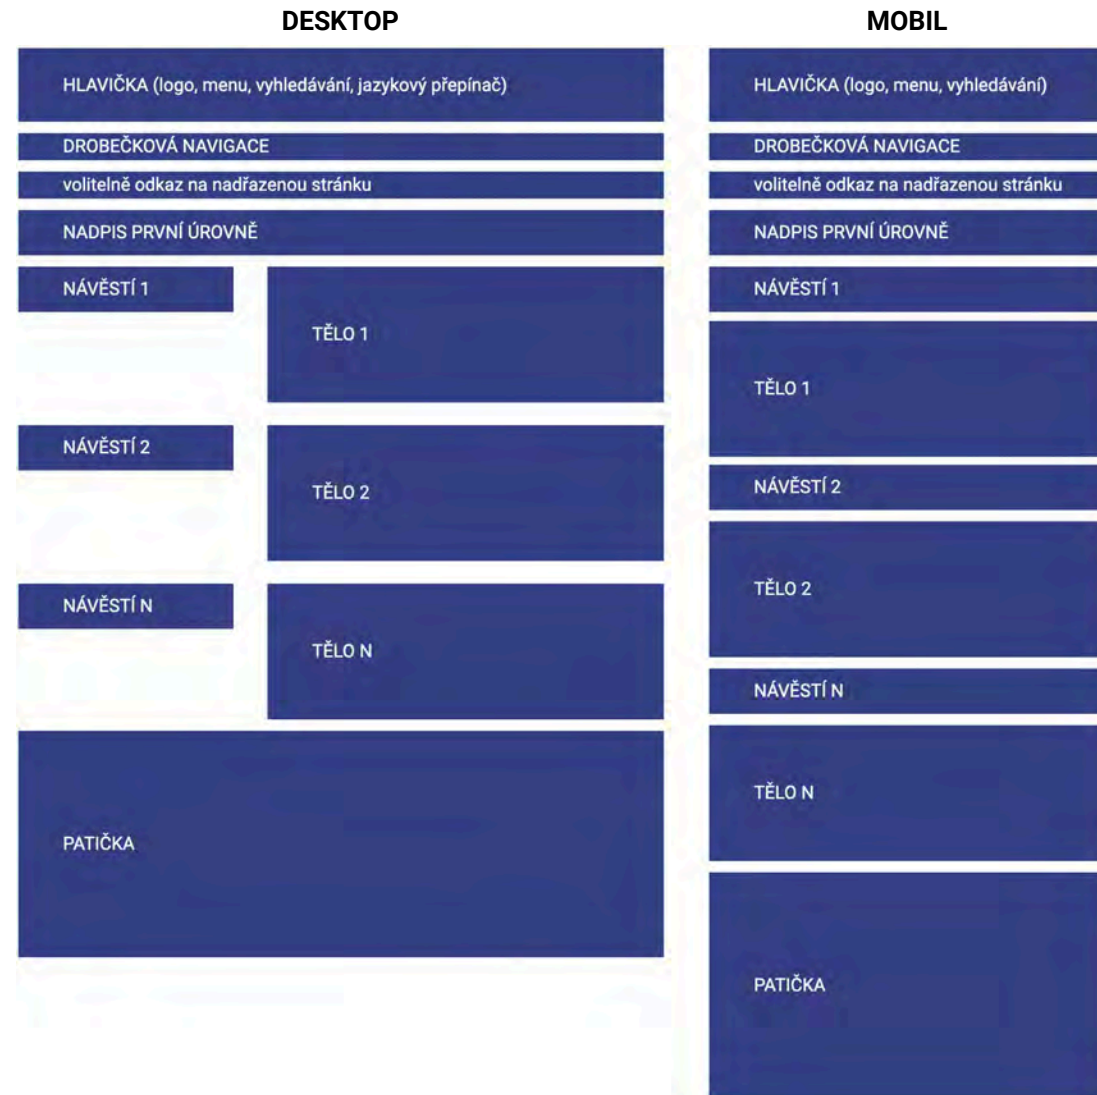 DESKTOP
HLAVIČKA (logo, menu, vyhledávání, jazykový přepínač)
DROBEČKOVÁ NAVIGACE
volitelně odkaz na nadřazenou stránku
NADPIS PRVNÍ ÚROVNĚ
NÁVĚSTÍ 1
TĚLO 1
NÁVĚSTÍ 2
TĚLO 2
NÁVĚSTÍ N
TĚLO N
PATIČKA
MOBIL
HLAVIČKA (logo, menu, vyhledávání)
DROBEČKOVÁ NAVIGACE
volitelně odkaz na nadřazenou stránku
NADPIS PRVNÍ ÚROVNĚ
NÁVĚSTÍ 1
TĚLO 1
NÁVĚSTÍ 2
TĚLO 2
NÁVĚSTÍ N
TĚLO N
PATIČKA